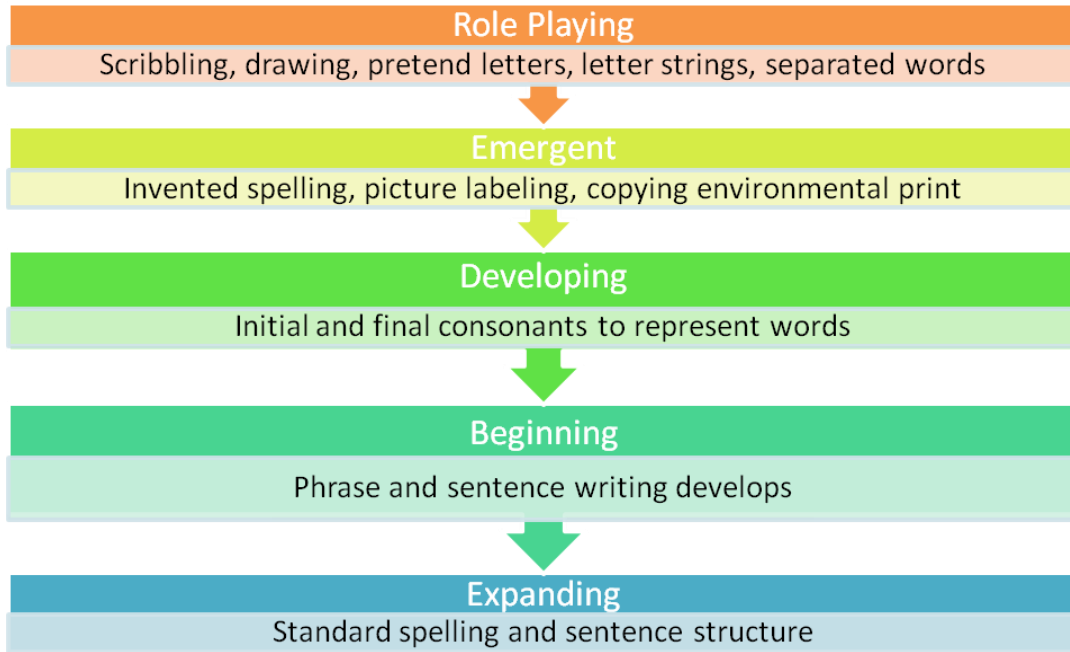 Role Playing
Scribbling, drawing, pretend letters, letter strings, separated words
Emergent
Invented spelling, picture labeling, copying environmental print
Developing
Initial and final consonants to represent words
Beginning
Phrase and sentence writing develops
Expanding
Standard spelling and sentence structure